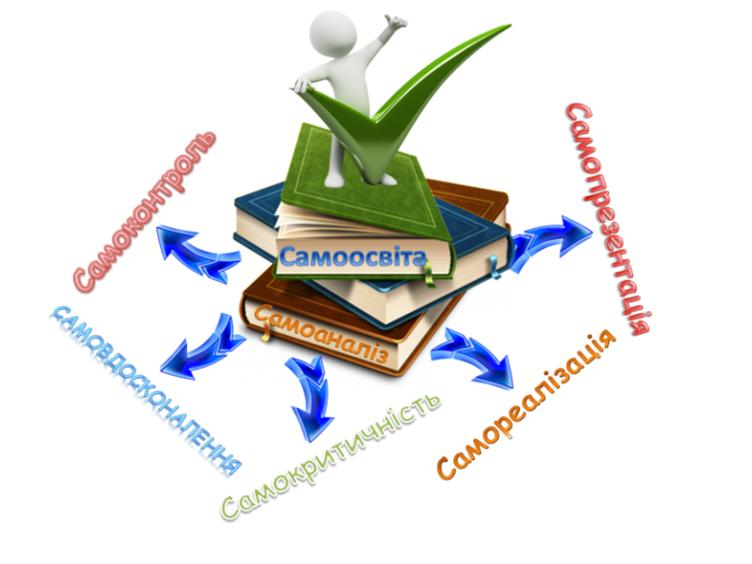 Самоосвіта
Самоаналіз
Самоконтроль
самовдосконалення
Самокритичність
Самореалізація
Самопрезентація